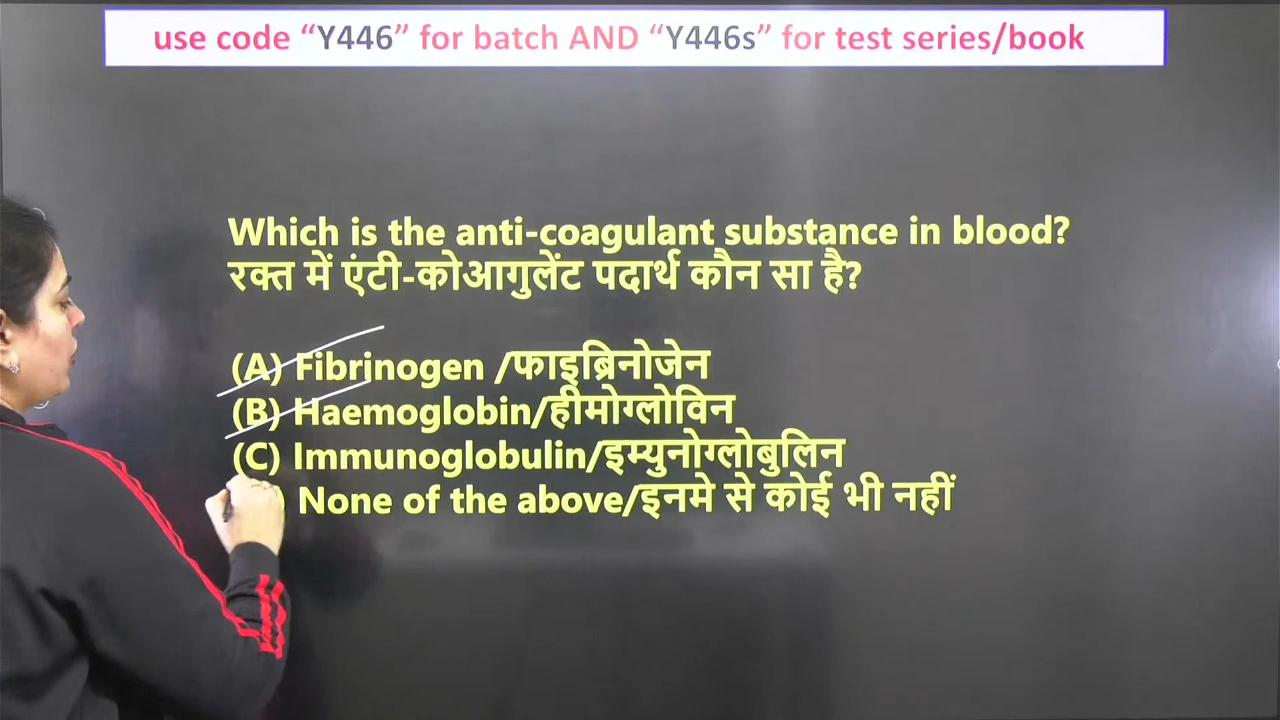 use code “Y446” for batch AND “Y446s” for test series/book
Which is the anti-coagulant substance in blood?
रक्त में एंटी-कोआगुलेंट पदार्थ कौन सा है?
(A) Fibrinogen /फाइब्रिनोजेन
(B) Haemoglobin/हीमोग्लोविन
(C) Immunoglobulin/इम्युनोग्लोबुलिन
) None of the above/इनमे से कोई भी नहीं